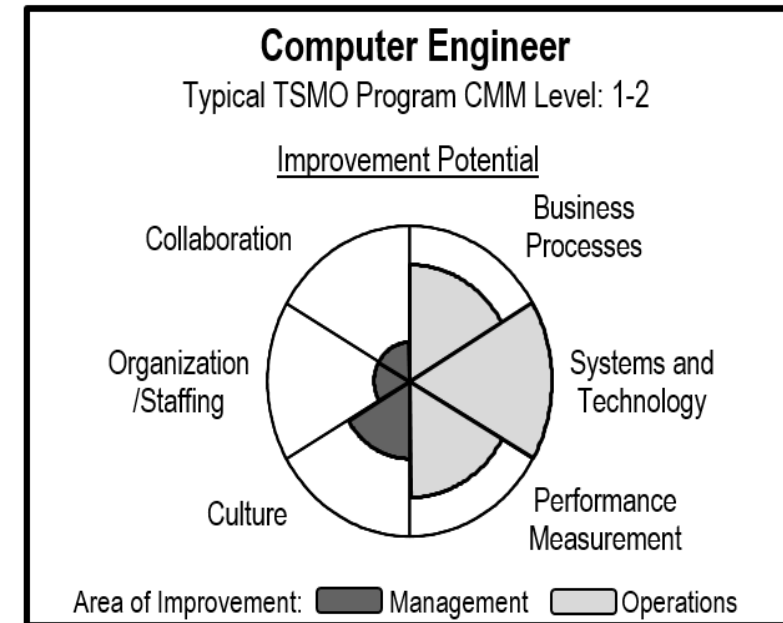 Computer Engineer
Typical TSMO Program CMM Level: 1-2
Improvement Potential
Business
Processes
Collaboration
Organization
/Staffing
Systems and
Technology
Culture
Performance
Measurement
Area of Improvement: Management Operations